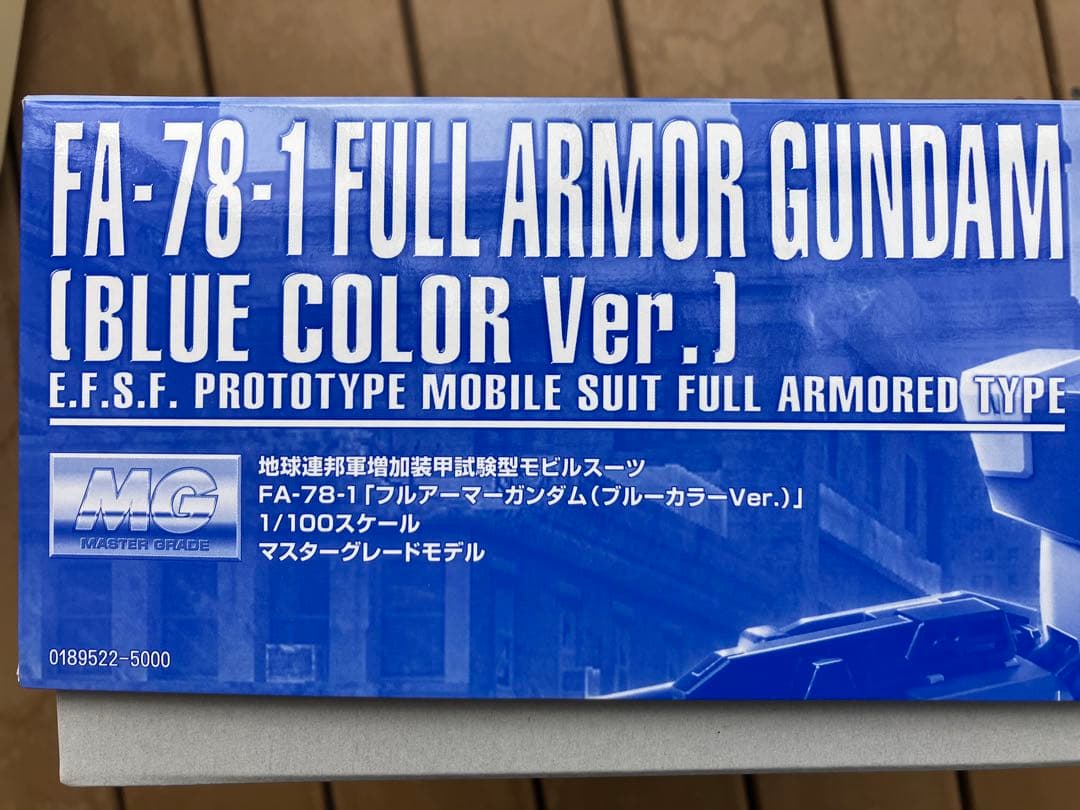 FA-78-1 FULL ARMOR GUNDAM
[BLUE COLOR Ver.]
E.F.S.F. PROTOTYPE MOBILE SUIT FULL ARMORED TYPE
MG
MASTER GRADE
地球連邦軍増加装甲試験型モビルスーツ
FA-78-1「フルアーマーガンダム(ブルーカラーVer.)」
1/100スケール
マスターグレードモデル
0189522-5000